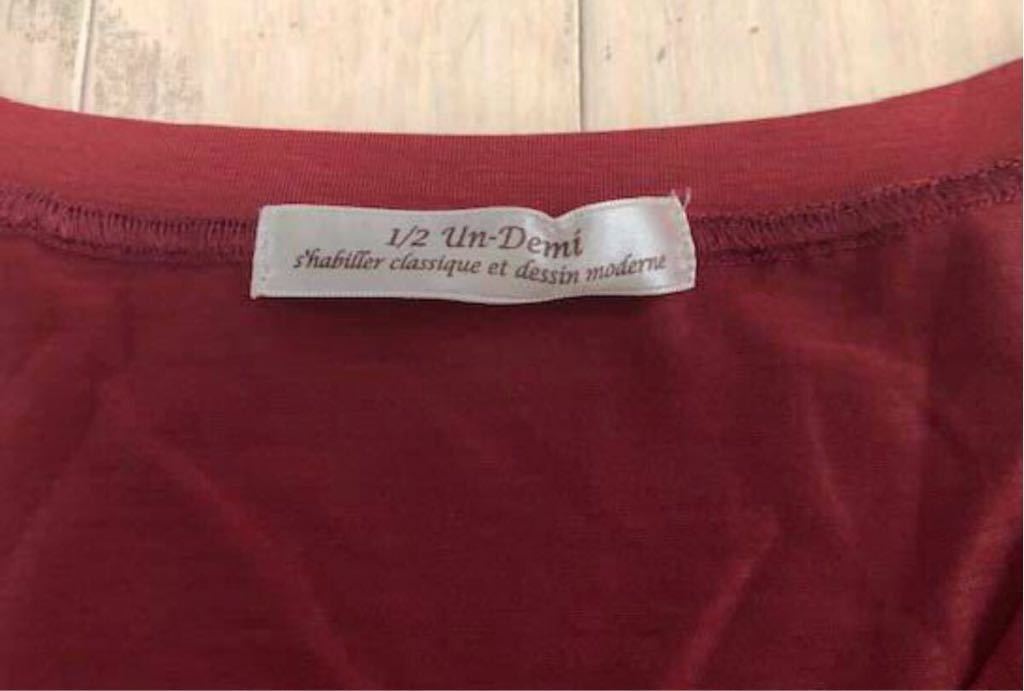 1/2 Un-Demi
s'habiller classique et dessin moderne